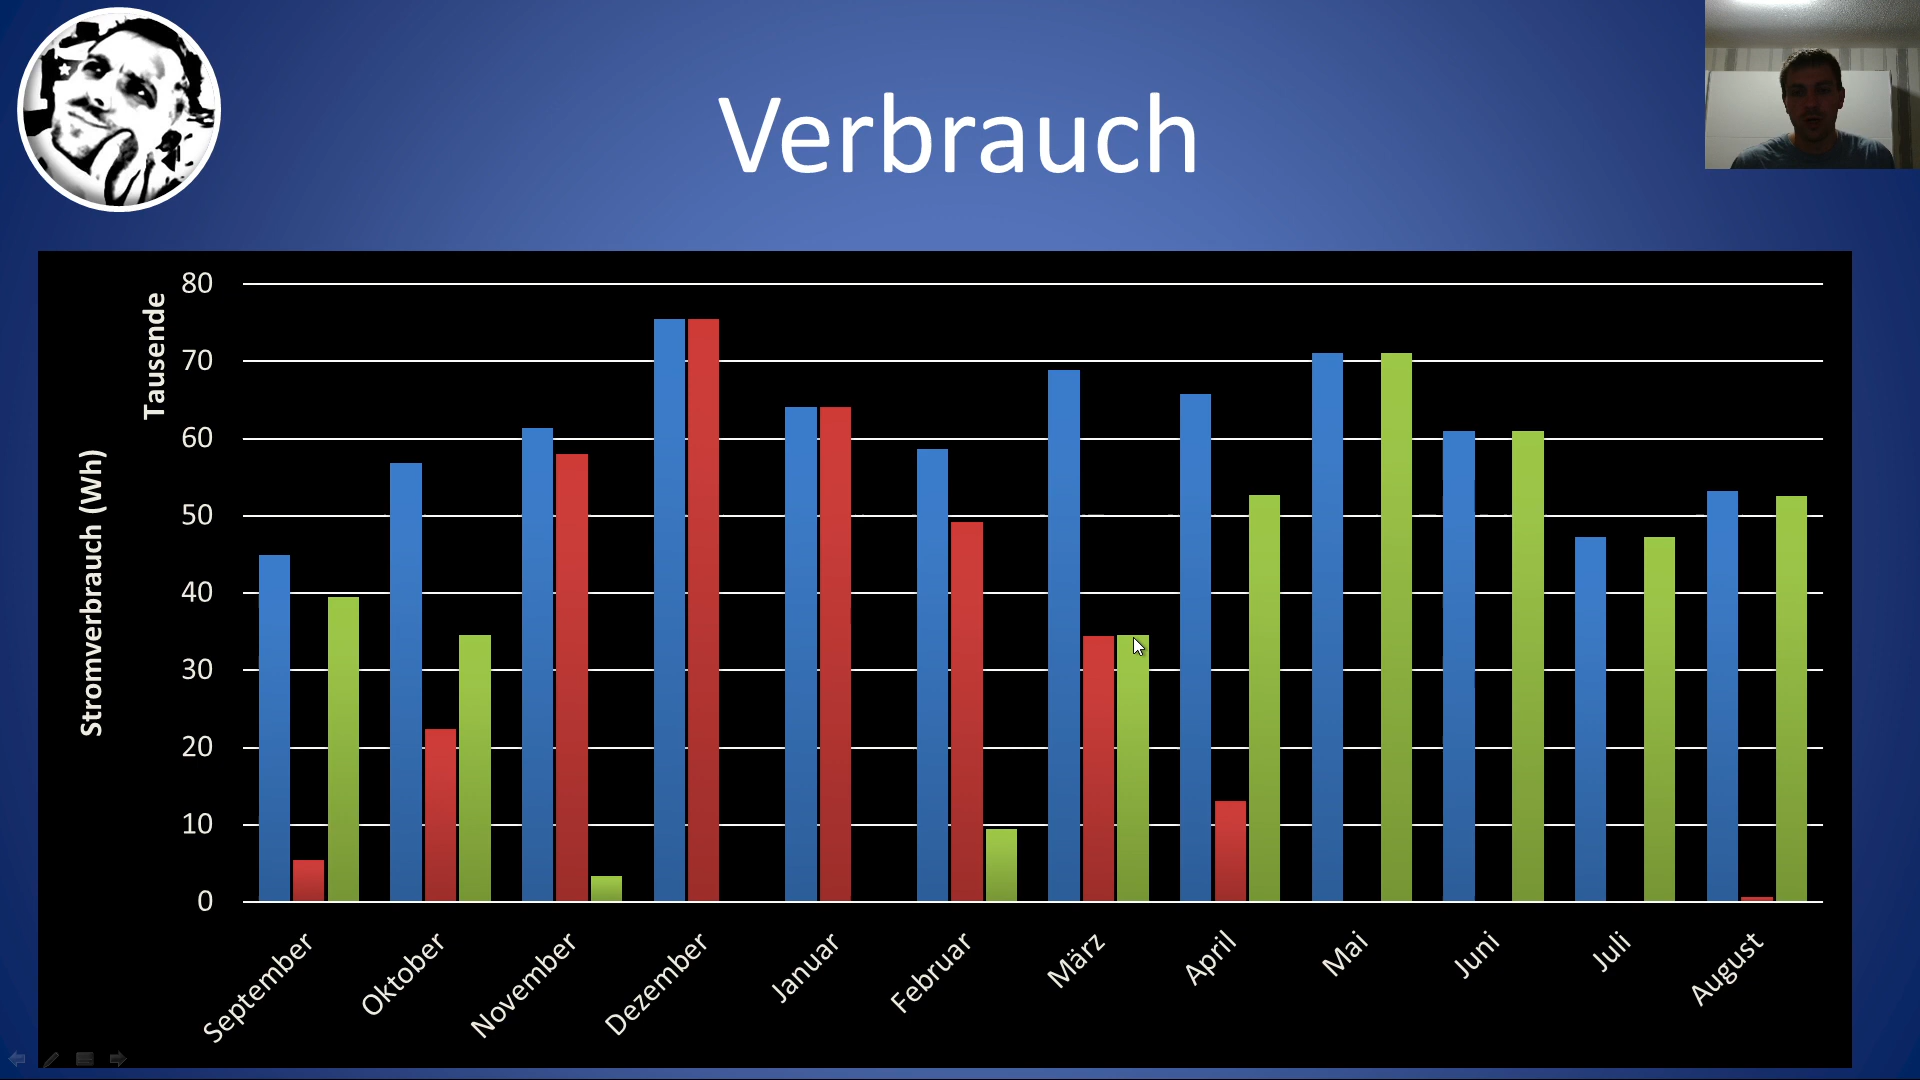 Verbrauch
Stromverbrauch (Wh)
Tausende
80
70
60
50
40
30
20
10
0
September
Oktober
November
Dezember
Januar
Februar
März
April
Mai
Juni
Juli
August